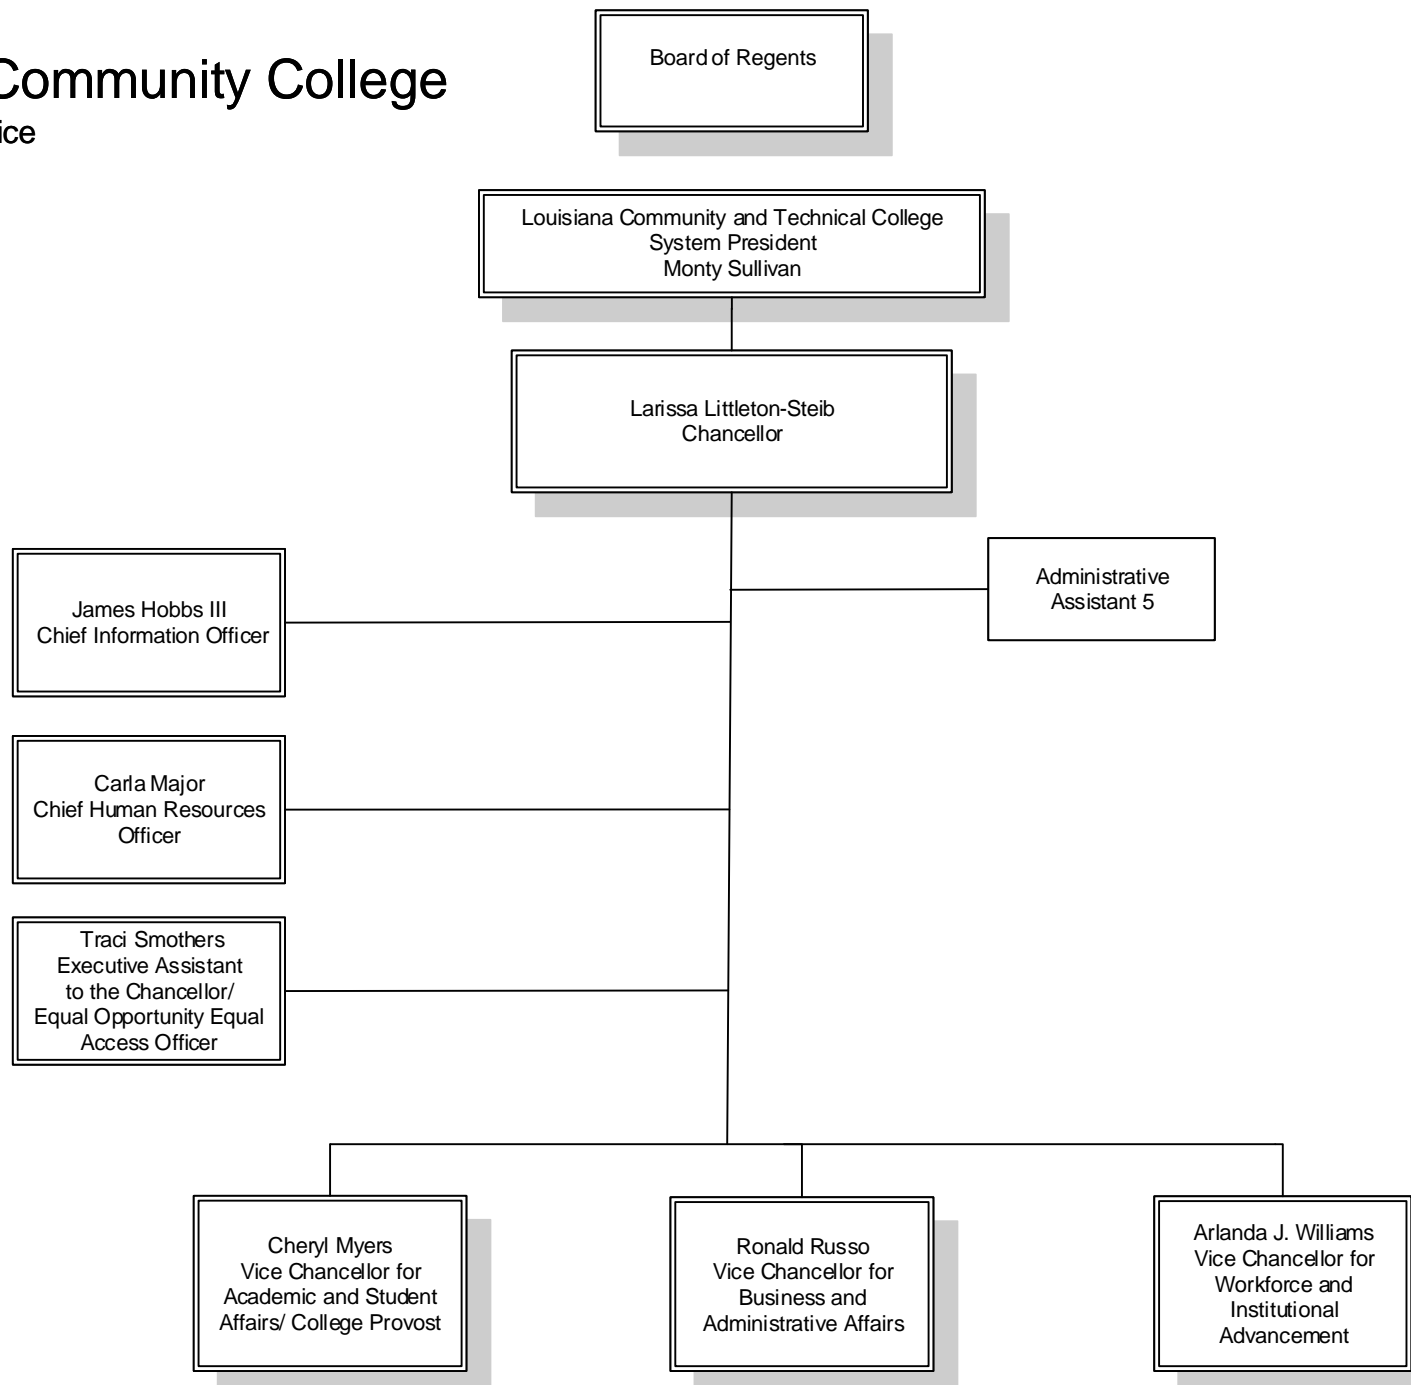 Community College
ice
Board of Regents
Louisiana Community and Technical College
System President
Monty Sullivan
Larissa Littleton-Steib
Chancellor
Administrative
Assistant 5
James Hobbs III
Chief Information Officer
Carla Major
Chief Human Resources
Officer
Traci Smothers
Executive Assistant
to the Chancellor/
Equal Opportunity Equal
Access Officer
Cheryl Myers
Vice Chancellor for
Academic and Student
Affairs/ College Provost
Ronald Russo
Vice Chancellor for
Business and
Administrative Affairs
Arlanda J. Williams
Vice Chancellor for
Workforce and
Institutional
Advancement